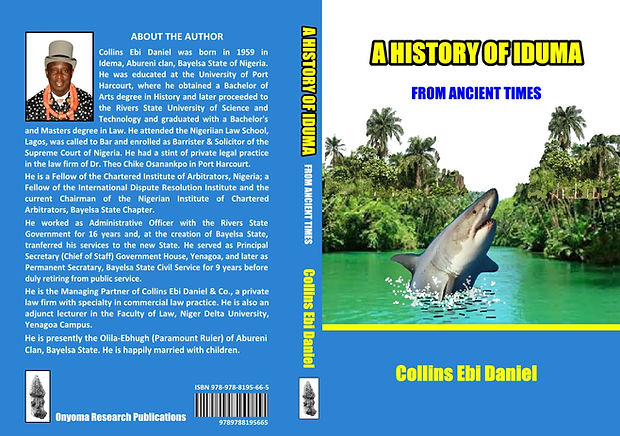 ABOUT THE AUTHOR
Collins Ebi Daniel was born in 1959 in
Idema, Abureni clan, Bayelsa State of Nigeria.
He was educated at the University of Port
Harcourt, where he obtained a Bachelor of
Arts degree in History and later proceeded to
the Rivers State University of Science and
Technology and graduated with a Bachelor's
and Masters degree in Law. He attended the Nigeriian Law School,
Lagos, was called to Bar and enrolled as Barrister & Solicitor of the
Supreme Court of Nigeria. He had a stint of private legal practice
in the law firm of Dr. Theo Chike Osanankpo in Port Harcourt.
He is a Fellow of the Chartered Institute of Arbitrators, Nigeria; a
Fellow of the International Dispute Resolution Institute and the
current Chairman of the Nigerian Institute of Chartered
Arbitrators, Bayelsa State Chapter.
He worked as Administrative Officer with the Rivers State
Government for 16 years and, at the creation of Bayelsa State,
tranferred his services to the new State. He served as Principal
Secretary (Chief of Staff) Government House, Yenagoa, and later as
Permanent Secratary, Bayelsa State Civil Service for 9 years before
duly retiring from public service.
He is the Managing Partner of Collins Ebi Daniel & Co., a private
law firm with specialty in commercial law practice. He is also an
adjunct lecturer in the Faculty of Law, Niger Delta University,
Yenagoa Campus.
He is presently the Olila-Ebhugh (Paramount Ruler) of Abureni
Clan, Bayelsa State. He is happily married with children.
ISBN 978-978-8195-66-5
9789788195665
Onyoma Research Publications
A HISTORY OF IDUMA
FROM ANCIENT TIMES
Collins Ebi Daniel
A HISTORY OF IDUMA
FROM ANCIENT TIMES
Collins Ebi Daniel